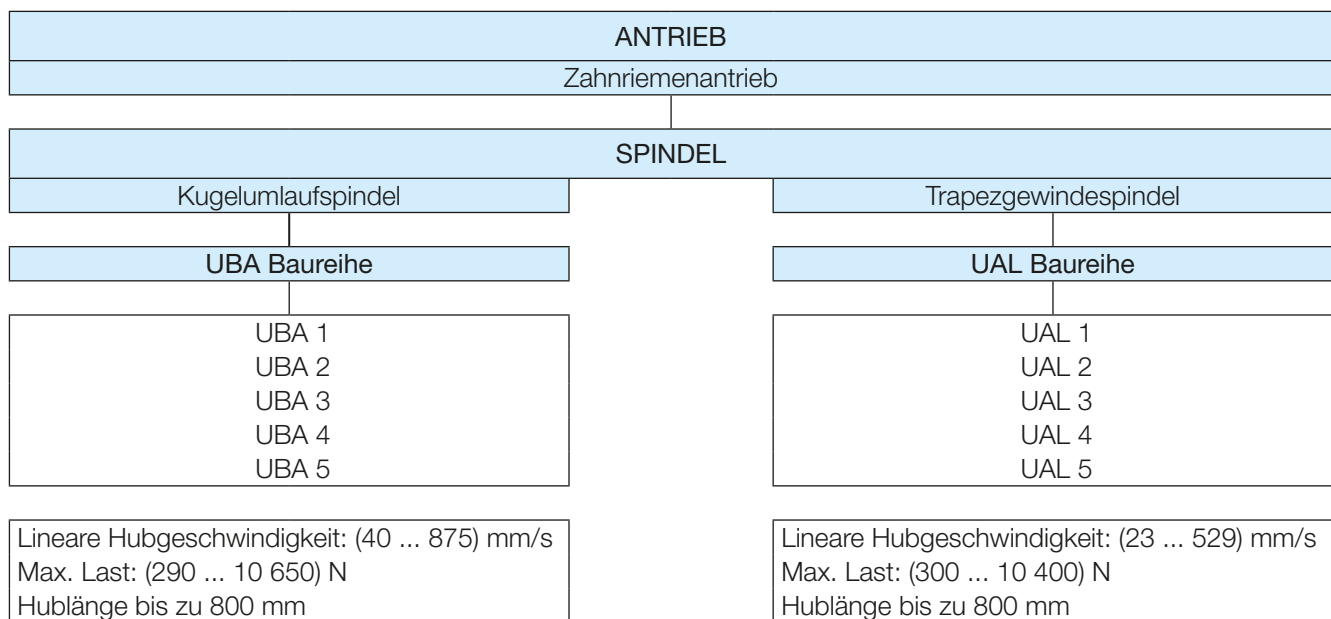 ANTRIEB
Zahnriemenantrieb
SPINDEL
Kugelumlaufspindel
Trapezgewindespindel
UBA Baureihe
UAL Baureihe
UBA 1
UBA 2
UBA 3
UBA 4
UBA 5
UAL 1
UAL 2
UAL 3
UAL 4
UAL 5
Lineare Hubgeschwindigkeit: (40 ... 875) mm/s
Max. Last: (290 ... 10 650) N
Hublänge bis zu 800 mm
Lineare Hubgeschwindigkeit: (23 ... 529) mm/s
Max. Last: (300 ... 10 400) N
Hublänge bis zu 800 mm